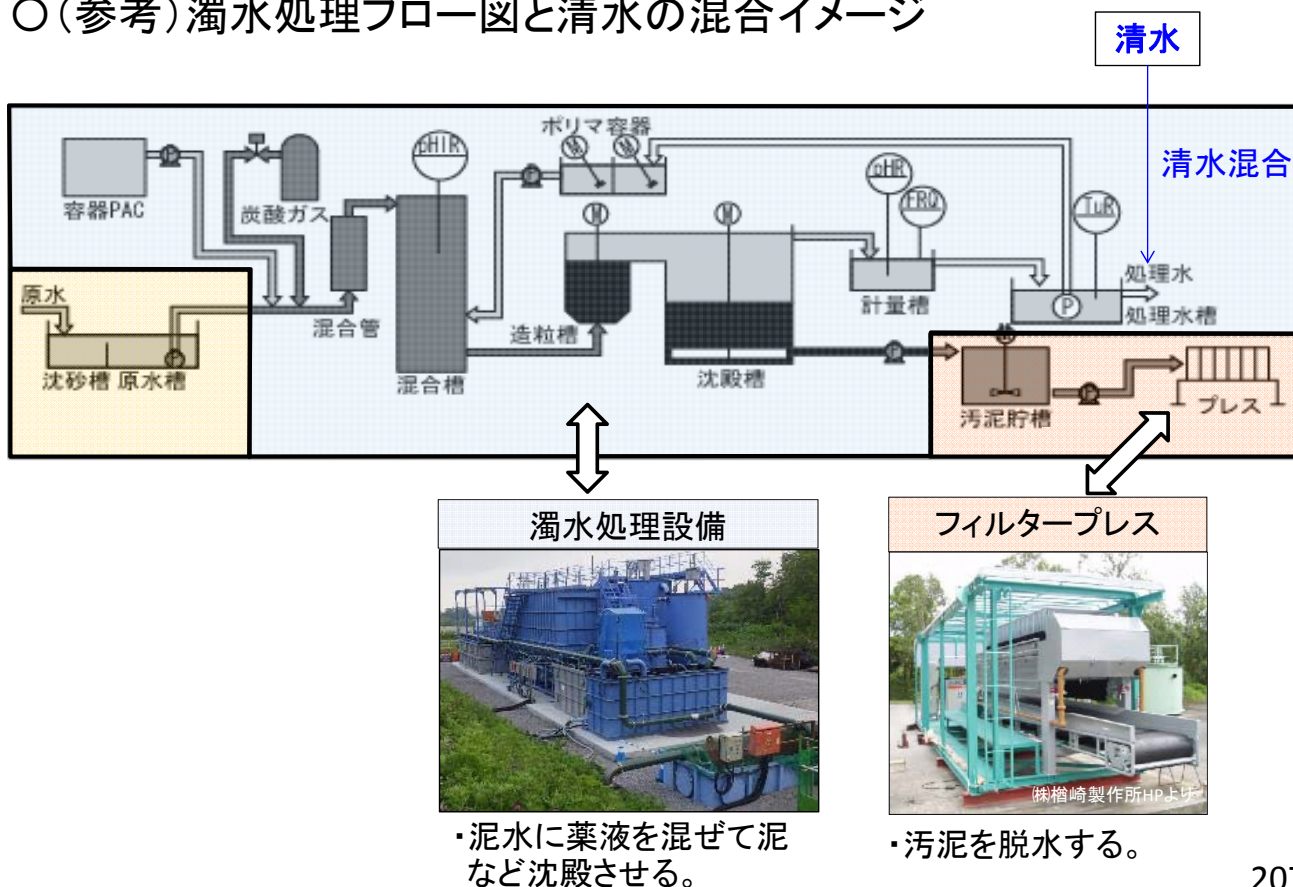 ○(参考)濁水処理フロー図と清水の混合イメージ
清水
清水混合
ポリマ容器
pHIR
容器PAC
炭酸ガス
pHR
FRQ
TuR
M
M
M
M
原水
混合管
造粒槽
計量槽
処理水
P
処理水槽
沈砂槽 原水槽
混合槽
沈殿槽
汚泥貯槽
プレス
濁水処理設備
フィルタープレス
㈱楢崎製作所HPより
・泥水に薬液を混ぜて泥
など沈殿させる。
・汚泥を脱水する。